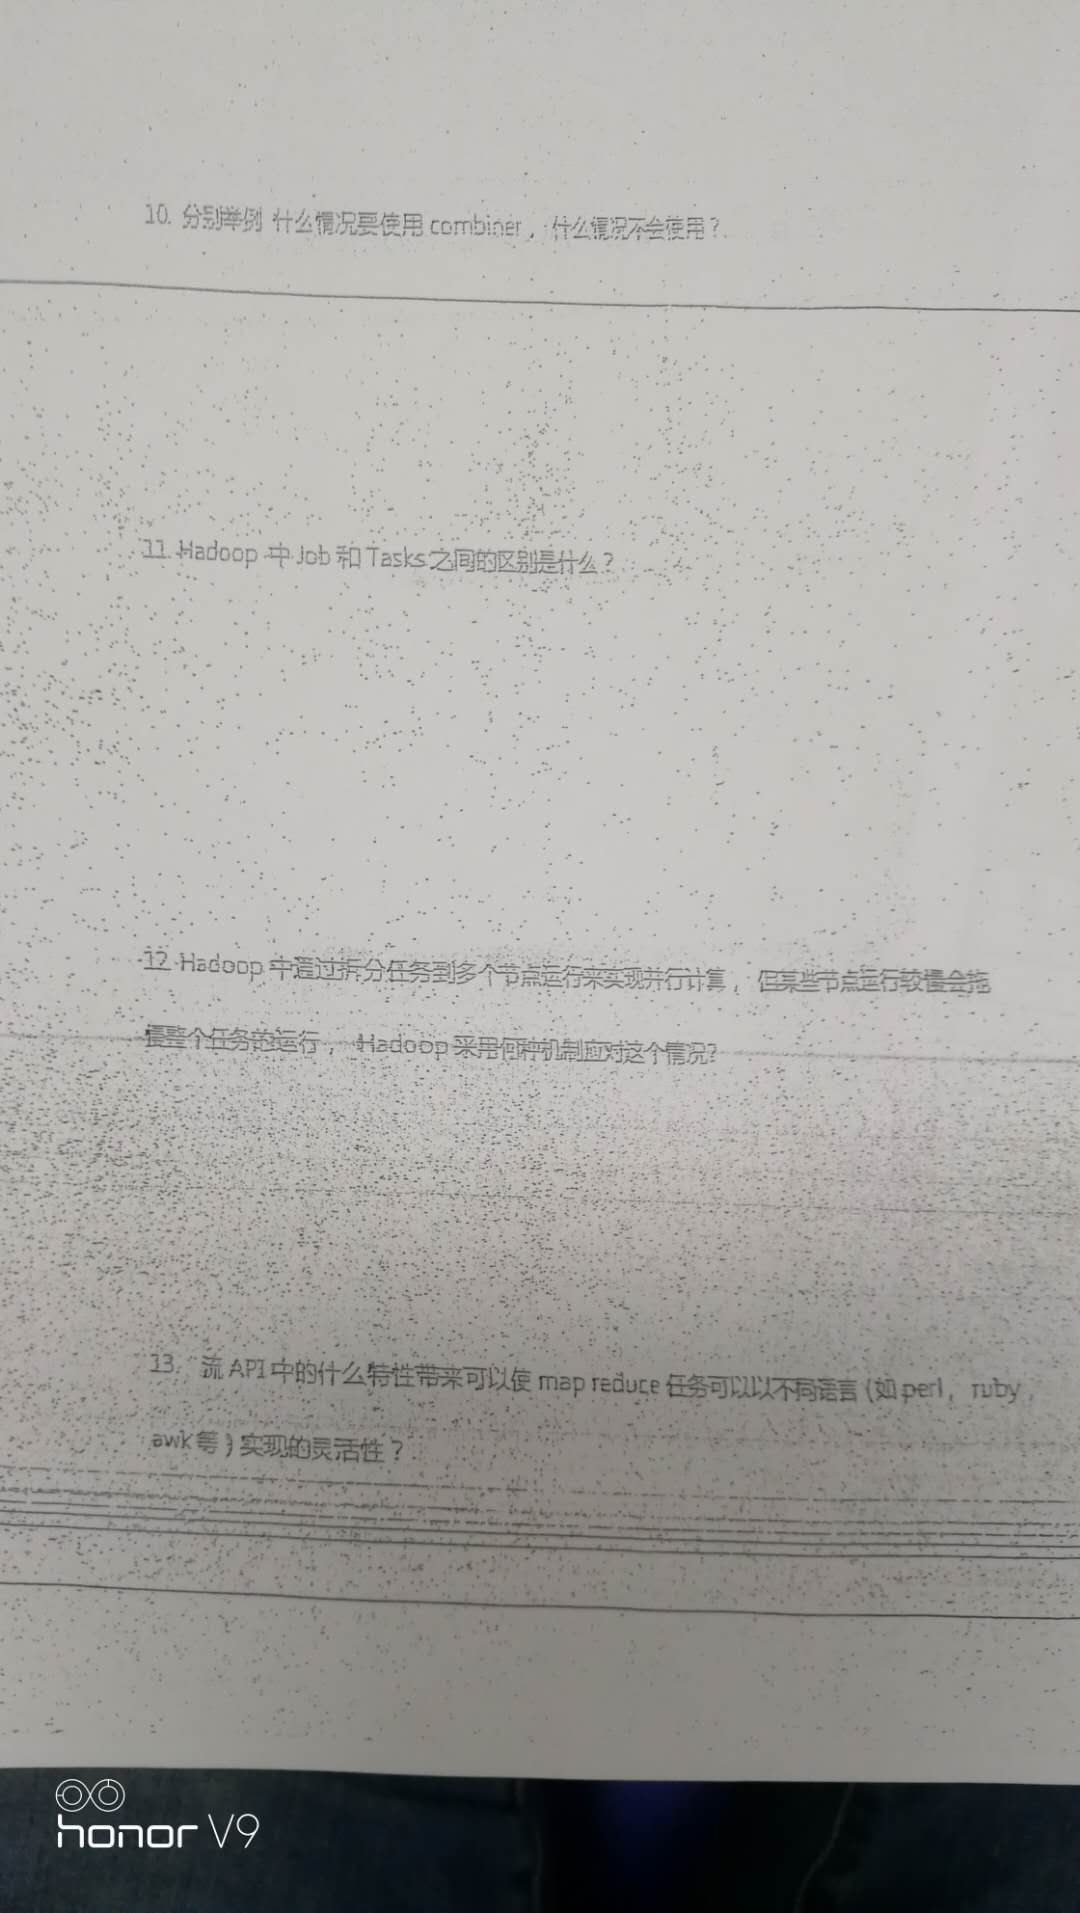 10. 分别举例 什么情况要使用 combiner，什么情况不会使用？
11. Hadoop 中 Job 和 Tasks 之间的区别是什么？
12 Hadoop 中通过拆分任务到多个节点运行来实现并行计算，但某些节点运行较慢会拖
慢整个任务的运行，Hadoop 采用何种机制应对这个情况？
13. 流 API 中的什么特性带来可以使 map reduce 任务可以以不同语言（如 perl，ruby，
awk 等）实现的灵活性？
honor V9